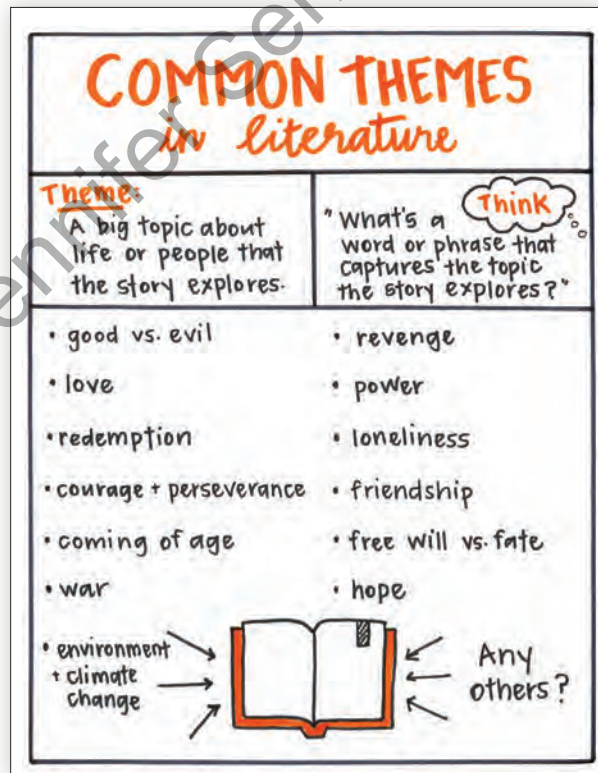 COMMON THEMES
in literature
Theme:
A big topic about
life or people that
the story explores.
Think
"What's a
word or phrase that
captures the topic
the story explores?"
• good vs. evil
• love
• redemption
• courage + perseverance
• coming of age
• war
• environment
+ climate
change
• revenge
• power
• loneliness
• friendship
• free will vs. fate
• hope
Any
others?